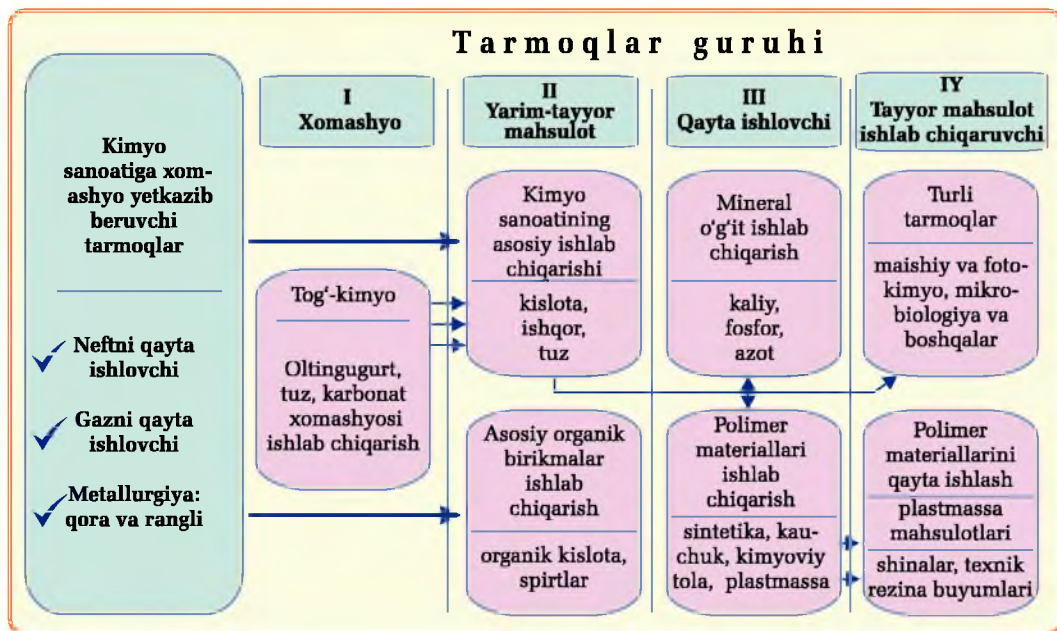 Tarmoqlar guruhi
Kimyo
sanoatiga xom-
ashyo yetkazib
beruvchi
tarmoqlar
Neftni qayta
ishlovchi
Gazni qayta
ishlovchi
Metallurgiya:
qora va rangli
I
Xomashyo
Tog‘-kimyo
Oltingugurt,
tuz, karbonat
xomashyosi
ishlab chiqarish
II
Yarim-tayyor
mahsulot
Kimyo
sanoatining
asosiy ishlab
chiqarishi
kislota,
ishqor,
tuz
Asosiy organik
birikmalar
ishlab
chiqarish
organik kislota,
spirtlar
III
Qayta ishlovchi
Mineral
o‘g‘it ishlab
chiqarish
kaliy,
fosfor,
azot
Polimer
materiallari
ishlab
chiqarish
sintetika, kau-
chuk, kimyoviy
tola, plastmassa
IY
Tayyor mahsulot
ishlab chiqaruvchi
Turli
tarmoqlar
maishiy va foto-
kimyo, mikro-
biologiya va
boshqalar
Polimer
materiallarini
qayta ishlash
plastmassa
mahsulotlari
shinalar, texnik
rezina buyumlari